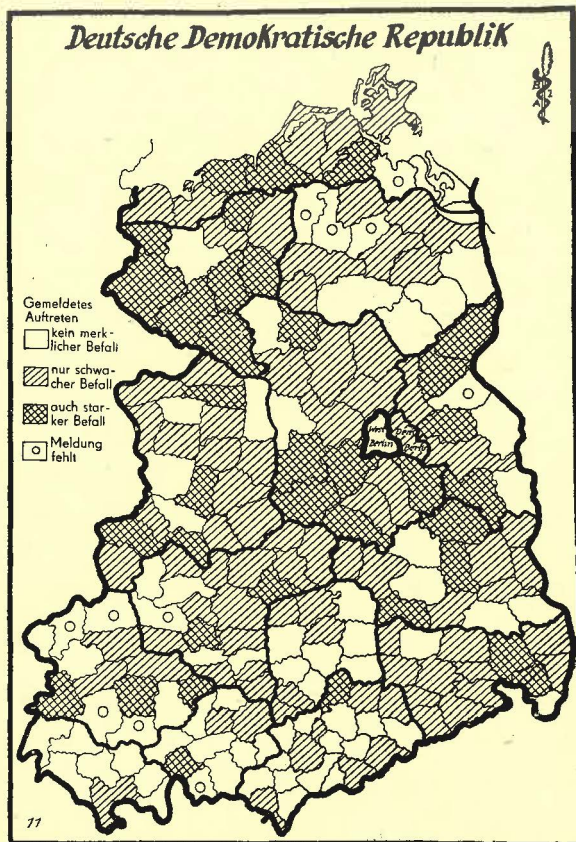 Deutsche Demokratische Republik
Gemeldetes
Auftreten
kein merk-
licher Befall
nur schwa-
cher Befall
auch star-
ker Befall
Meldung
fehlt
West
Berlin
11